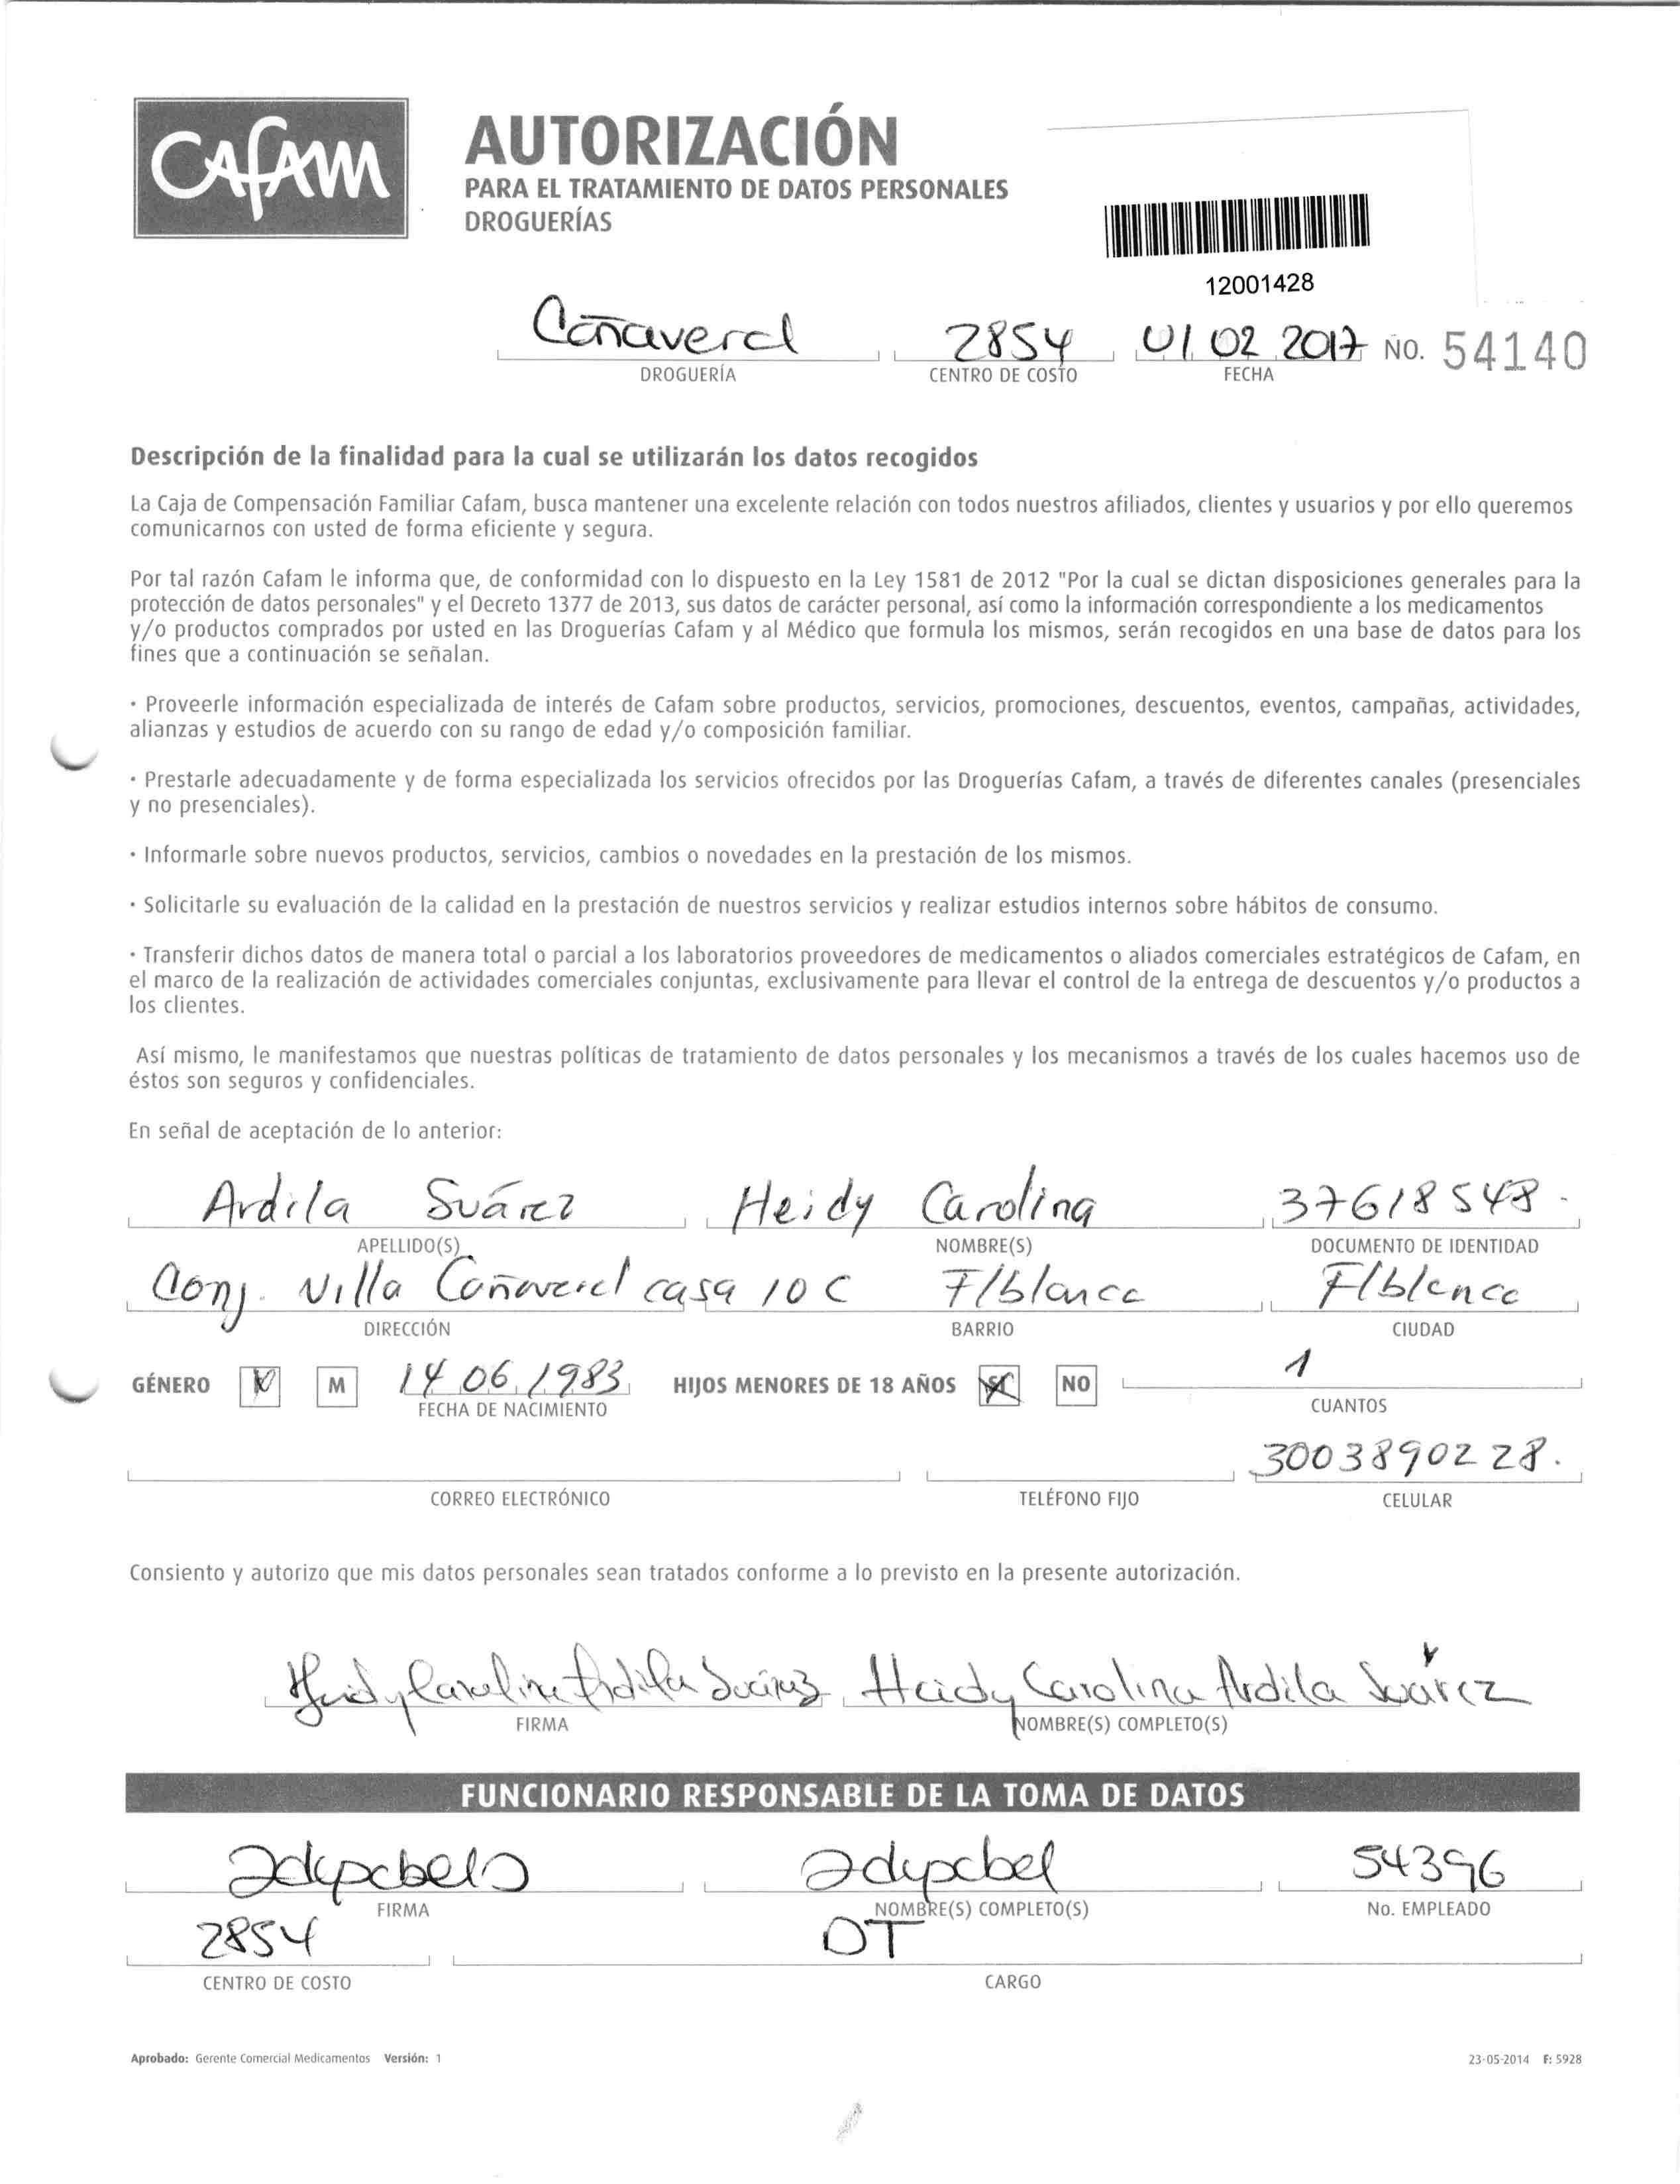 CAFAM
AUTORIZACIÓN
PARA EL TRATAMIENTO DE DATOS PERSONALES
DROGUERÍAS
12001428
Cañaveral 2854 01 02 2017 No. 54140
DROGUERÍA CENTRO DE COSTO FECHA
Descripción de la finalidad para la cual se utilizarán los datos recogidos
La Caja de Compensación Familiar Cafam, busca mantener una excelente relación con todos nuestros afiliados, clientes y usuarios y por ello queremos
comunicarnos con usted de forma eficiente y segura.
Por tal razón Cafam le informa que, de conformidad con lo dispuesto en la Ley 1581 de 2012 "Por la cual se dictan disposiciones generales para la
protección de datos personales" y el Decreto 1377 de 2013, sus datos de carácter personal, así como la información correspondiente a los medicamentos
y/o productos comprados por usted en las Droguerías Cafam y al Médico que formula los mismos, serán recogidos en una base de datos para los
fines que a continuación se señalan.
· Proveerle información especializada de interés de Cafam sobre productos, servicios, promociones, descuentos, eventos, campañas, actividades,
alianzas y estudios de acuerdo con su rango de edad y/o composición familiar.
· Prestarle adecuadamente y de forma especializada los servicios ofrecidos por las Droguerías Cafam, a través de diferentes canales (presenciales
y no presenciales).
· Informarle sobre nuevos productos, servicios, cambios o novedades en la prestación de los mismos.
· Solicitarle su evaluación de la calidad en la prestación de nuestros servicios y realizar estudios internos sobre hábitos de consumo.
· Transferir dichos datos de manera total o parcial a los laboratorios proveedores de medicamentos o aliados comerciales estratégicos de Cafam, en
el marco de la realización de actividades comerciales conjuntas, exclusivamente para llevar el control de la entrega de descuentos y/o productos a
los clientes.
Así mismo, le manifestamos que nuestras políticas de tratamiento de datos personales y los mecanismos a través de los cuales hacemos uso de
éstos son seguros y confidenciales.
En señal de aceptación de lo anterior:
Ardila Suárez Heidy Carolina 37618548.
APELLIDO(S) NOMBRE(S) DOCUMENTO DE IDENTIDAD
Conj. Villa Cañaveral casa 10 C F/blanca F/blanca
DIRECCIÓN BARRIO CIUDAD
GÉNERO M 14 06 1983 HIJOS MENORES DE 18 AÑOS SI NO 1
FECHA DE NACIMIENTO CUANTOS
3003890228.
CORREO ELECTRÓNICO TELÉFONO FIJO CELULAR
Consiento y autorizo que mis datos personales sean tratados conforme a lo previsto en la presente autorización.
Heidy Carolina Ardila Suárez Heidy Carolina Ardila Suárez
FIRMA NOMBRE(S) COMPLETO(S)
FUNCIONARIO RESPONSABLE DE LA TOMA DE DATOS
54396
FIRMA NOMBRE(S) COMPLETO(S) No. EMPLEADO
2854 DT
CENTRO DE COSTO CARGO
Aprobado: Gerente Comercial Medicamentos Versión: 1 23-05-2014 F: 5928